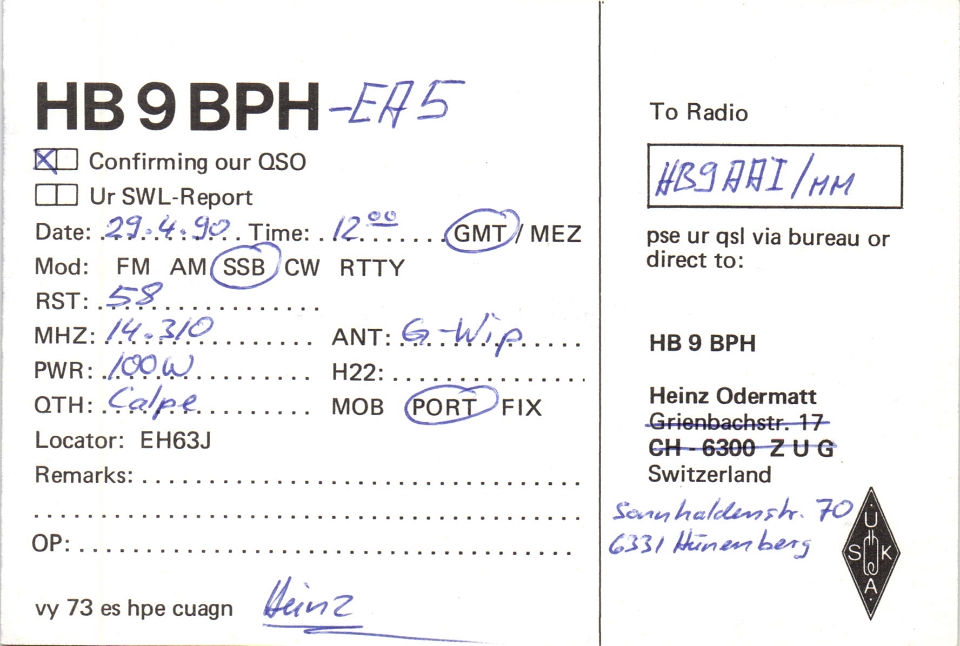 HB 9 BPH -EA5
Confirming our QSO
Ur SWL-Report
Date: 29.4.90 Time: 12 00 GMT / MEZ
Mod: FM AM SSB CW RTTY
RST: 58
MHZ: 14.310 ANT: G-Wip
PWR: 100W H22:
QTH: Calpe MOB PORT FIX
Locator: EH63J
Remarks:
OP:
vy 73 es hpe cuagn Heinz
To Radio
HB9AAI/MM
pse ur qsl via bureau or
direct to:
HB 9 BPH
Heinz Odermatt
Grienbachstr. 17
CH - 6300 Z U G
Switzerland
Sonnhaldenstr. 70
6331 Hünenberg
U
S K
A